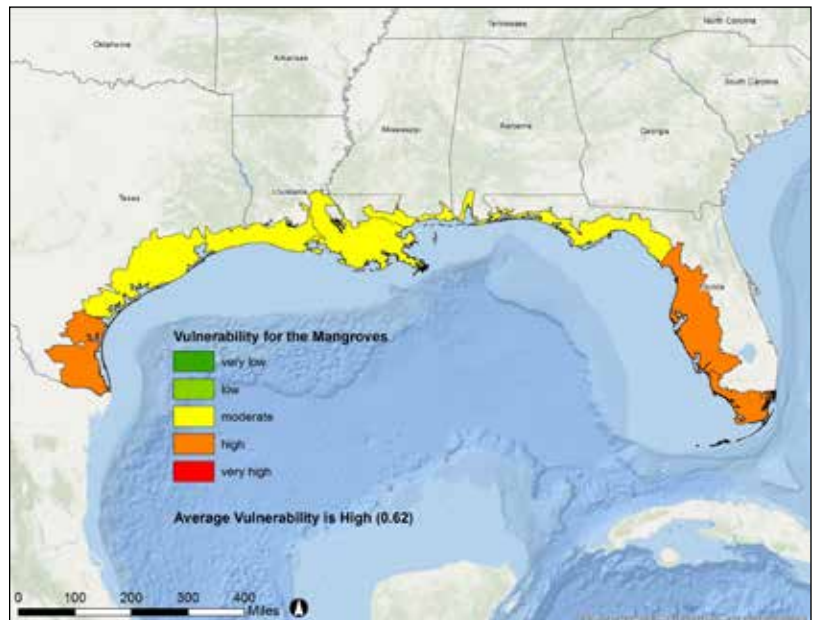 Tennessee
North Carolina
Oklahoma
Arkansas
South Carolina
Mississippi
Alabama
Georgia
Louisiana
Texas
Florida
Vulnerability for the Mangroves
very low
low
moderate
high
very high
Average Vulnerability is High (0.62)
0 100 200 300 400
Miles